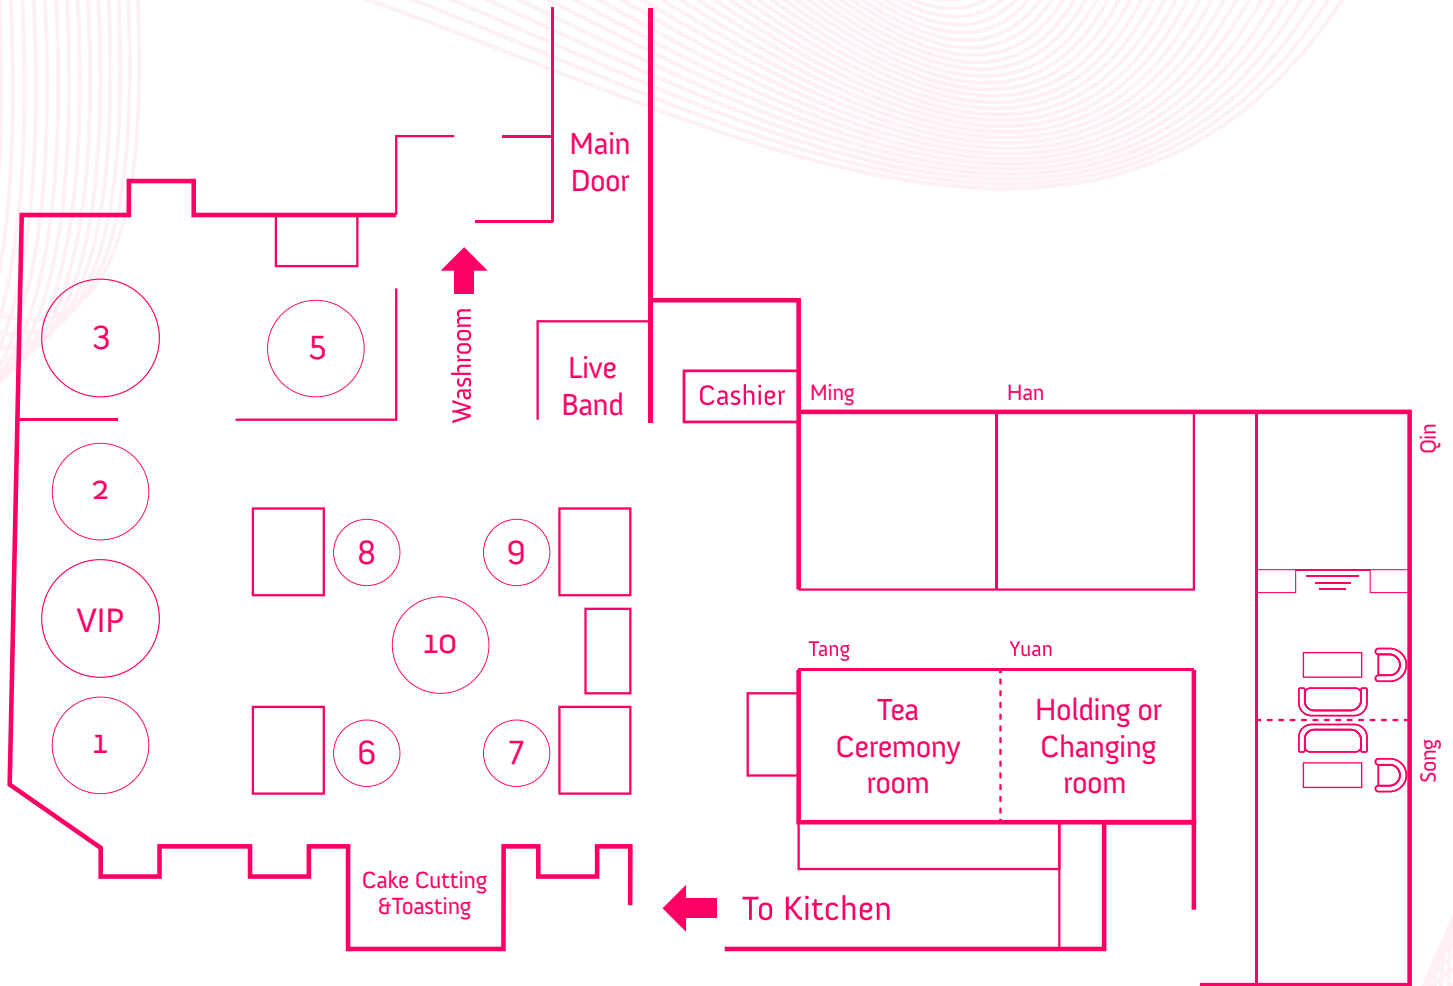 Main
Door
3
5
Washroom
Live
Band
Cashier
Ming
Han
Qin
2
8
9
VIP
10
Tang
Yuan
1
6
7
Tea
Ceremony
room
Holding or
Changing
room
Song
Cake Cutting
&Toasting
To Kitchen